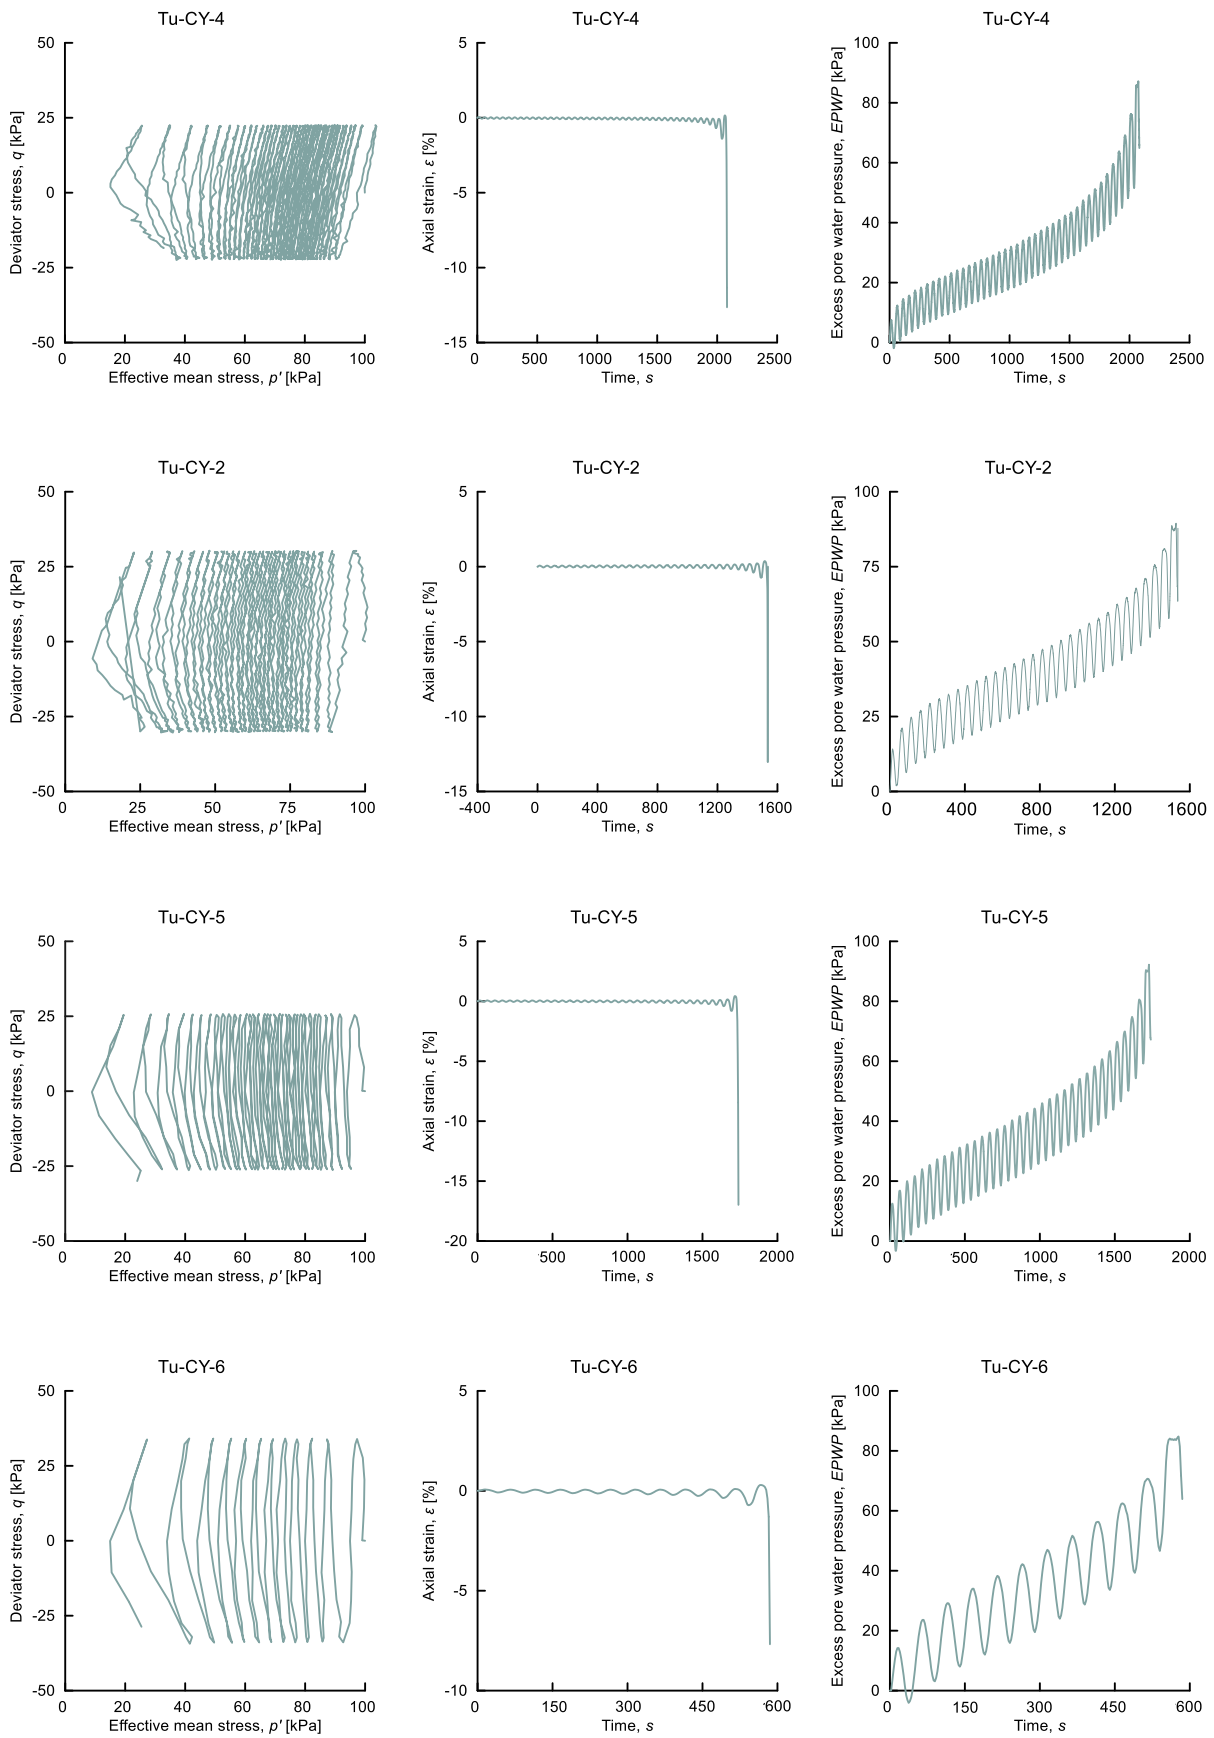 Tu-CY-4 Tu-CY-4 Tu-CY-4
50 5 100
25 0 80
0 -5 60
-25 -10 40
-50 -15 20
0
Deviator stress, q [kPa]
Axial strain, ε [%]
Excess pore water pressure, EPWP [kPa]
0 20 40 60 80 100 0 500 1000 1500 2000 2500 0 500 1000 1500 2000 2500
Effective mean stress, p' [kPa] Time, s Time, s
Tu-CY-2 Tu-CY-2 Tu-CY-2
50 5 100
25 0 75
0 -5 50
-25 -10 25
-50 -15 0
Deviator stress, q [kPa]
Axial strain, ε [%]
Excess pore water pressure, EPWP [kPa]
0 25 50 75 100 -400 0 400 800 1200 1600 0 400 800 1200 1600
Effective mean stress, p' [kPa] Time, s Time, s
Tu-CY-5 Tu-CY-5 Tu-CY-5
50 5 100
25 0 80
0 -5 60
-25 -10 40
-50 -15 20
-20 0
Deviator stress, q [kPa]
Axial strain, ε [%]
Excess pore water pressure, EPWP [kPa]
0 20 40 60 80 100 0 500 1000 1500 2000 0 500 1000 1500 2000
Effective mean stress, p' [kPa] Time, s Time, s
Tu-CY-6 Tu-CY-6 Tu-CY-6
50 5 100
25 0 80
0 -5 60
-25 -10 40
-50 20
0
Deviator stress, q [kPa]
Axial strain, ε [%]
Excess pore water pressure, EPWP [kPa]
0 20 40 60 80 100 0 150 300 450 600 0 150 300 450 600
Effective mean stress, p' [kPa] Time, s Time, s